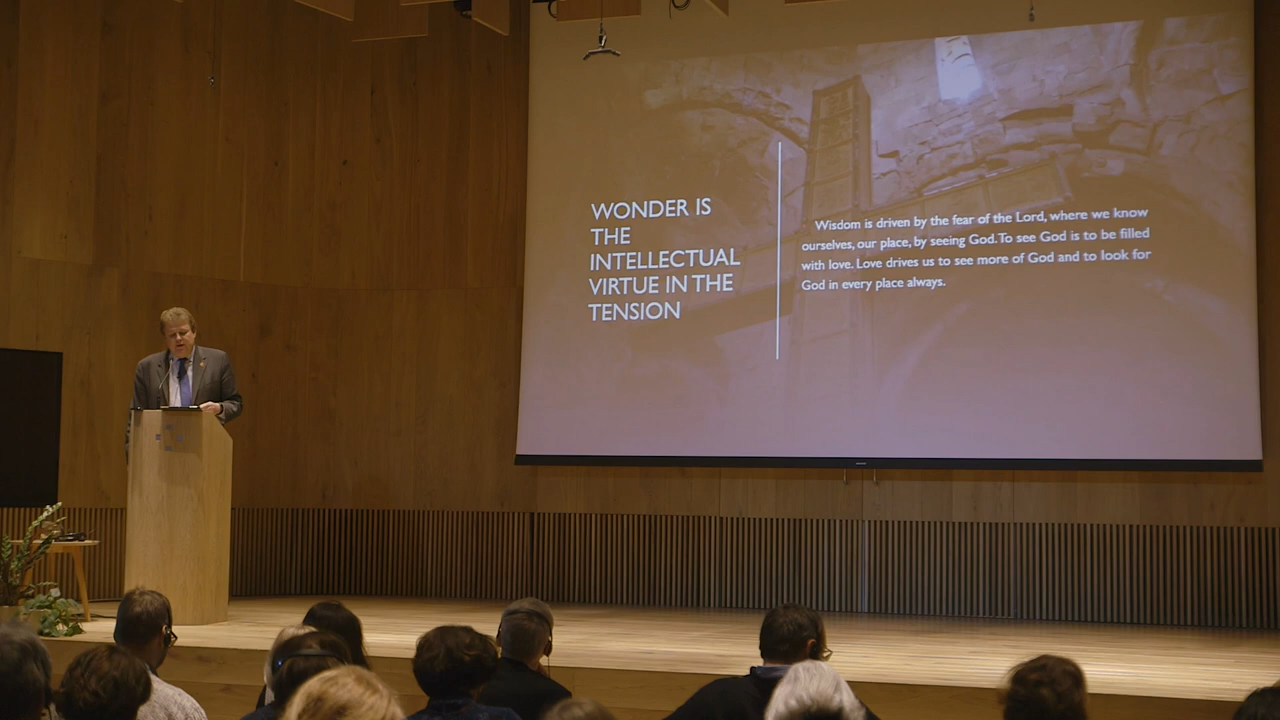 WONDER IS
THE
INTELLECTUAL
VIRTUE IN THE
TENSION
Wisdom is driven by the fear of the Lord, where we know
ourselves, our place, by seeing God. To see God is to be filled
with love. Love drives us to see more of God and to look for
God in every place always.